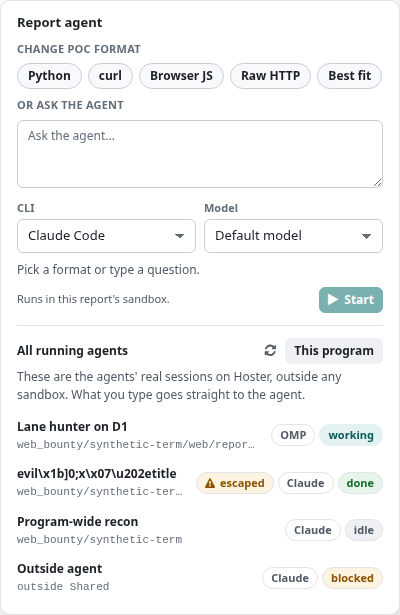 Report agent
CHANGE POC FORMAT
Python curl Browser JS Raw HTTP Best fit
OR ASK THE AGENT
Ask the agent...
CLI Model
Claude Code Default model
Pick a format or type a question.
Runs in this report's sandbox. Start
All running agents This program
These are the agents' real sessions on Hoster, outside any
sandbox. What you type goes straight to the agent.
Lane hunter on D1
web_bounty/synthetic-term/web/repor… OMP working
evil\x1b]0;x\x07\u202etitle
web_bounty/synthetic-ter… escaped Claude done
Program-wide recon
web_bounty/synthetic-term Claude idle
Outside agent
outside Shared Claude blocked